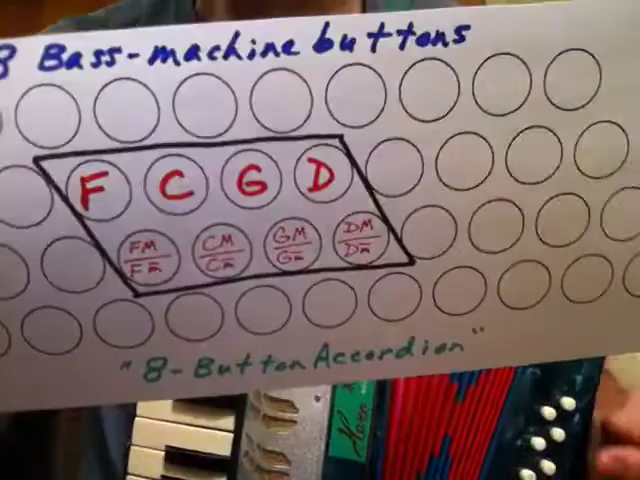 8 Bass-machine buttons
F C G D
FM CM GM DM
Fm Cm Gm Dm
"8-Button Accordion"